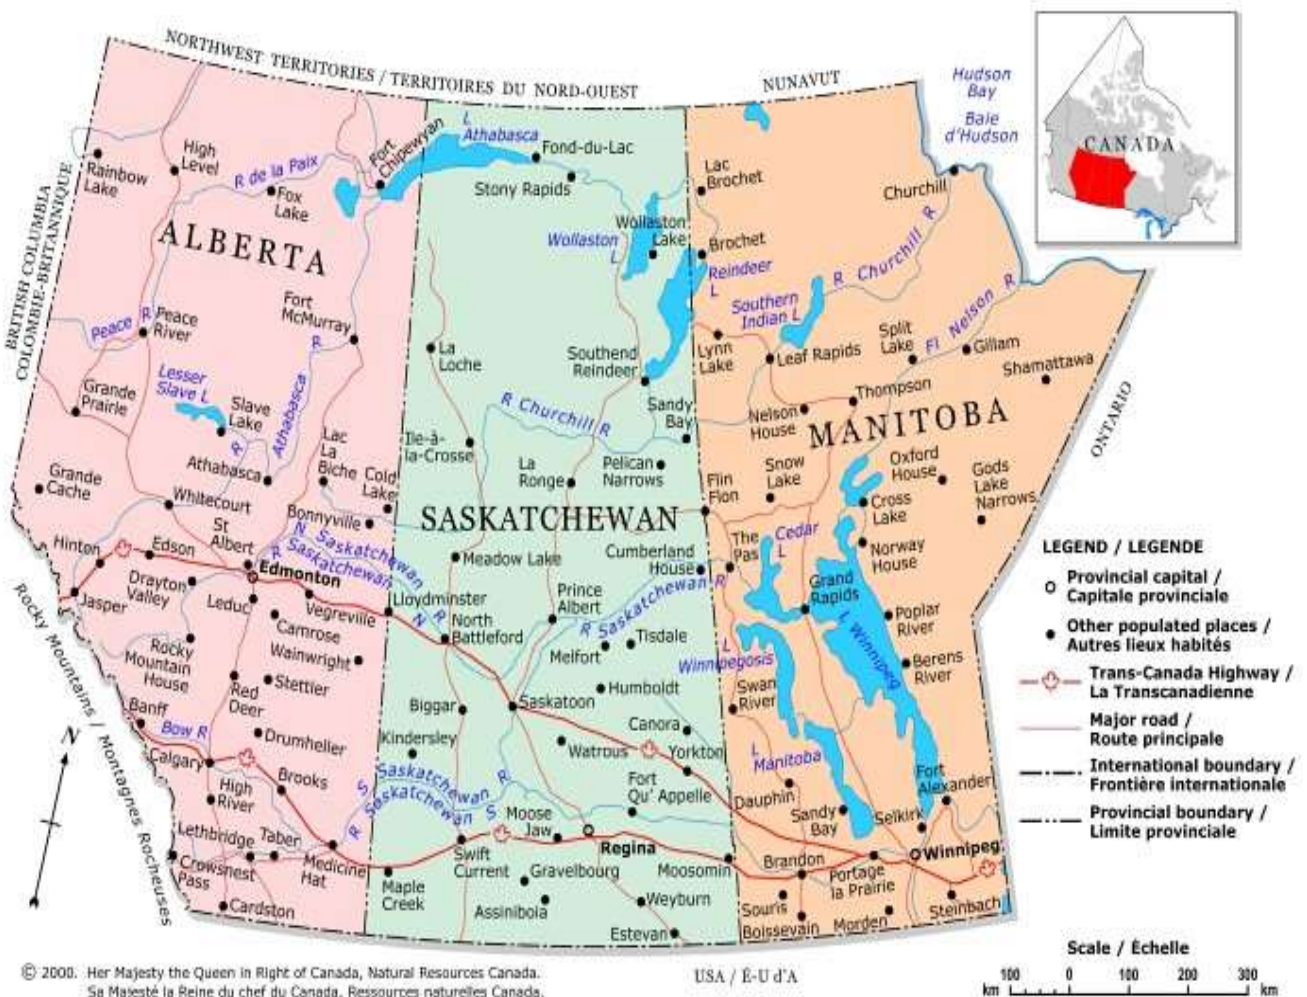 NORTHWEST TERRITORIES / TERRITOIRES DU NORD-OUEST
NUNAVUT
Hudson
Bay
Baie
d'Hudson
CANADA
BRITISH COLUMBIA
COLOMBIE-BRITANNIQUE
ALBERTA
Rainbow
Lake
High
Level
R de la Paix
Fox
Lake
Fort
Chipewyan
L
Athabasca
Fond-du-Lac
Stony Rapids
Wollaston
Lake
Wollaston
L
Lac
Brochet
Brochet
Reindeer
L
Churchill
R Churchill R
Southern
Indian L
Peace R
Peace
River
Fort
McMurray
Lesser
Slave L
Slave
Lake
R
Athabasca R
Grande
Prairie
La
Loche
Southend
Reindeer
Lynn
Lake
Leaf Rapids
Split
Lake
Fl Nelson R
Gillam
Shamattawa
Thompson
Nelson
House
MANITOBA
ONTARIO
R Churchill R
Sandy
Bay
Ile-à-
la-Crosse
La
Ronge
Pelican
Narrows
Flin
Flon
Snow
Lake
Oxford
House
Gods
Lake
Narrows
Cross
Lake
Norway
House
Athabasca
Lac
La
Biche
Cold
Lake
Bonnyville
Grande
Cache
Whitecourt
St
Albert
SASKATCHEWAN
N Saskatchewan
R Saskatchewan
R
N
Hinton
Edson
Edmonton
Jasper
Drayton
Valley
Leduc
Vegreville
Camrose
Wainwright
Lloydminster
Meadow Lake
Cumberland
House
The
Pas
Cedar
L
Grand
Rapids
Prince
Albert
R Saskatchewan R
North
Battleford
Melfort
Tisdale
L
Winnipegosis
L Winnipeg
Poplar
River
Berens
River
Rocky
Mountain
House
Red
Deer
Stettler
Banff
Bow R
Drumheller
Calgary
High
River
Brooks
Biggar
Kindersley
Saskatoon
Humboldt
Watrous
Canora
Yorkton
Swan
River
L
Manitoba
Dauphin
Sandy
Bay
Fort
Alexander
Selkirk
S Saskatchewan R
R Saskatchewan S
Fort
Qu' Appelle
Moose
Jaw
Regina
Swift
Current
Gravelbourg
Assiniboia
Maple
Creek
Moosomin
Weyburn
Estevan
Lethbridge
Taber
Medicine
Hat
Crowsnest
Pass
Cardston
Brandon
Portage
la Prairie
Winnipeg
Souris
Boissevain
Morden
Steinbach
Rocky Mountains / Montagnes Rocheuses
N
USA / É-U d'A
LEGEND / LEGENDE
Provincial capital /
Capitale provinciale
Other populated places /
Autres lieux habités
Trans-Canada Highway /
La Transcanadienne
Major road /
Route principale
International boundary /
Frontière internationale
Provincial boundary /
Limite provinciale
Scale / Échelle
100 0 100 200 300
km km
© 2000. Her Majesty the Queen in Right of Canada, Natural Resources Canada.
Sa Majesté la Reine du chef du Canada, Ressources naturelles Canada.